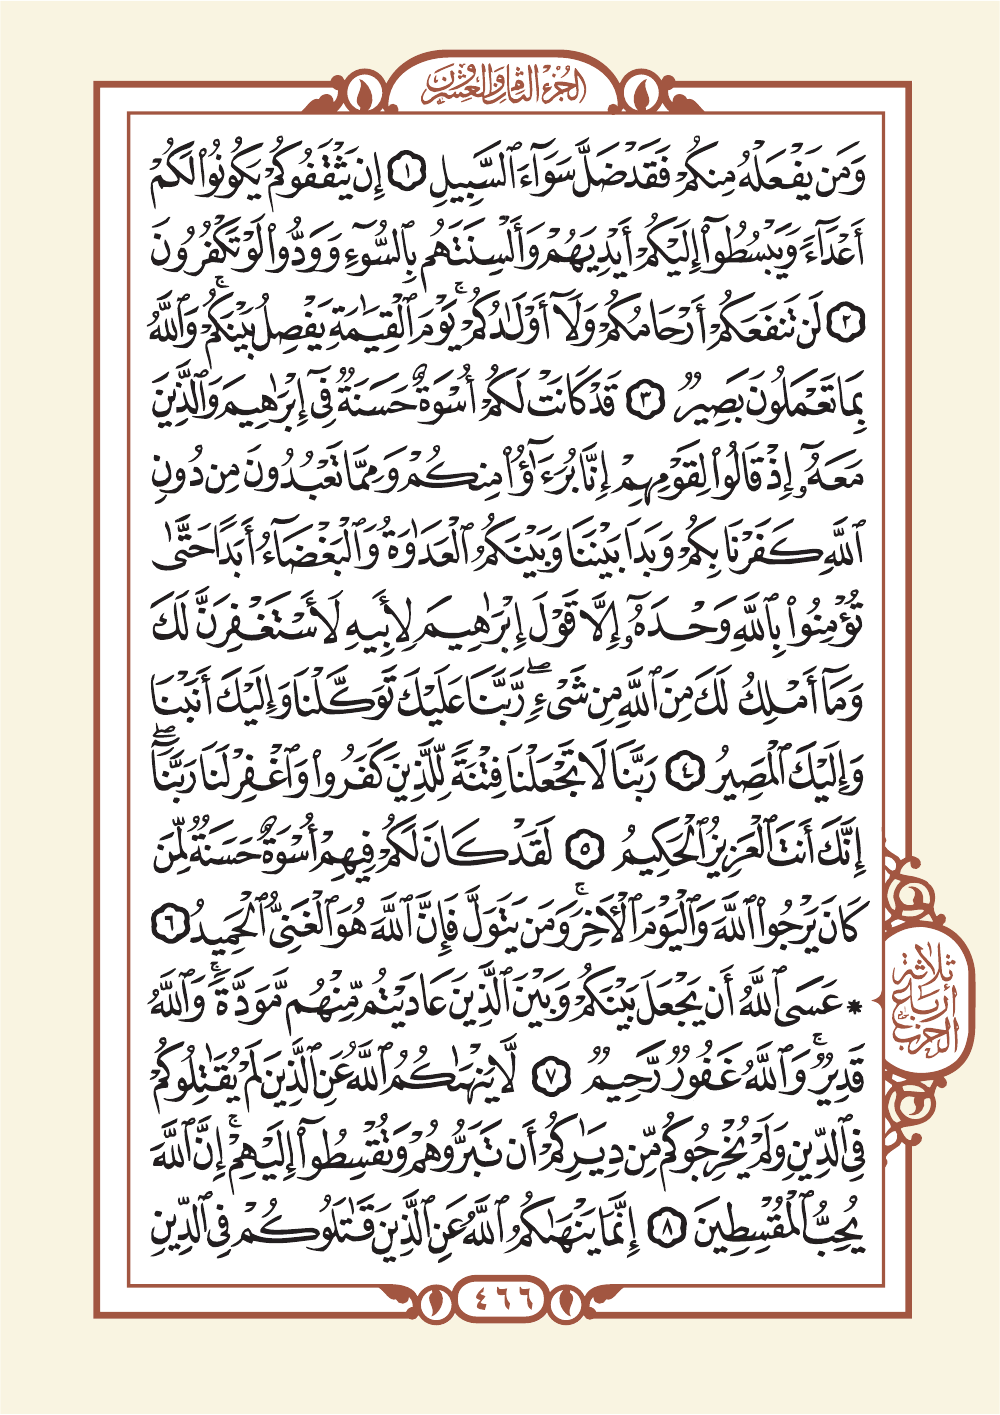 الجزء الثامن والعشرون
وَمَن يَفْعَلْهُ مِنكُمْ فَقَدْ ضَلَّ سَوَآءَ ٱلسَّبِيلِ ١ إِن يَثْقَفُوكُمْ يَكُونُوا۟ لَكُمْ
أَعْدَآءً وَيَبْسُطُوٓا۟ إِلَيْكُمْ أَيْدِيَهُمْ وَأَلْسِنَتَهُم بِٱلسُّوٓءِ وَوَدُّوا۟ لَوْ تَكْفُرُونَ
٢ لَن تَنفَعَكُمْ أَرْحَامُكُمْ وَلَآ أَوْلَٰدُكُمْ ۚ يَوْمَ ٱلْقِيَٰمَةِ يَفْصِلُ بَيْنَكُمْ ۚ وَٱللَّهُ
بِمَا تَعْمَلُونَ بَصِيرٌ ٣ قَدْ كَانَتْ لَكُمْ أُسْوَةٌ حَسَنَةٌ فِىٓ إِبْرَٰهِيمَ وَٱلَّذِينَ
مَعَهُۥٓ إِذْ قَالُوا۟ لِقَوْمِهِمْ إِنَّا بُرَءَٰٓؤُا۟ مِنكُمْ وَمِمَّا تَعْبُدُونَ مِن دُونِ
ٱللَّهِ كَفَرْنَا بِكُمْ وَبَدَا بَيْنَنَا وَبَيْنَكُمُ ٱلْعَدَٰوَةُ وَٱلْبَغْضَآءُ أَبَدًا حَتَّىٰ
تُؤْمِنُوا۟ بِٱللَّهِ وَحْدَهُۥٓ إِلَّا قَوْلَ إِبْرَٰهِيمَ لِأَبِيهِ لَأَسْتَغْفِرَنَّ لَكَ
وَمَآ أَمْلِكُ لَكَ مِنَ ٱللَّهِ مِن شَىْءٍ ۖ رَّبَّنَا عَلَيْكَ تَوَكَّلْنَا وَإِلَيْكَ أَنَبْنَا
وَإِلَيْكَ ٱلْمَصِيرُ ٤ رَبَّنَا لَا تَجْعَلْنَا فِتْنَةً لِّلَّذِينَ كَفَرُوا۟ وَٱغْفِرْ لَنَا رَبَّنَآ ۖ
إِنَّكَ أَنتَ ٱلْعَزِيزُ ٱلْحَكِيمُ ٥ لَقَدْ كَانَ لَكُمْ فِيهِمْ أُسْوَةٌ حَسَنَةٌ لِّمَن
كَانَ يَرْجُوا۟ ٱللَّهَ وَٱلْيَوْمَ ٱلْءَاخِرَ ۚ وَمَن يَتَوَلَّ فَإِنَّ ٱللَّهَ هُوَ ٱلْغَنِىُّ ٱلْحَمِيدُ ٦
* عَسَى ٱللَّهُ أَن يَجْعَلَ بَيْنَكُمْ وَبَيْنَ ٱلَّذِينَ عَادَيْتُم مِّنْهُم مَّوَدَّةً ۚ وَٱللَّهُ
قَدِيرٌ ۚ وَٱللَّهُ غَفُورٌ رَّحِيمٌ ٧ لَّا يَنْهَىٰكُمُ ٱللَّهُ عَنِ ٱلَّذِينَ لَمْ يُقَٰتِلُوكُمْ
فِى ٱلدِّينِ وَلَمْ يُخْرِجُوكُم مِّن دِيَٰرِكُمْ أَن تَبَرُّوهُمْ وَتُقْسِطُوٓا۟ إِلَيْهِمْ ۚ إِنَّ ٱللَّهَ
يُحِبُّ ٱلْمُقْسِطِينَ ٨ إِنَّمَا يَنْهَىٰكُمُ ٱللَّهُ عَنِ ٱلَّذِينَ قَٰتَلُوكُمْ فِى ٱلدِّينِ
ثلاثة
أرباع
الحزب
٤٦٦